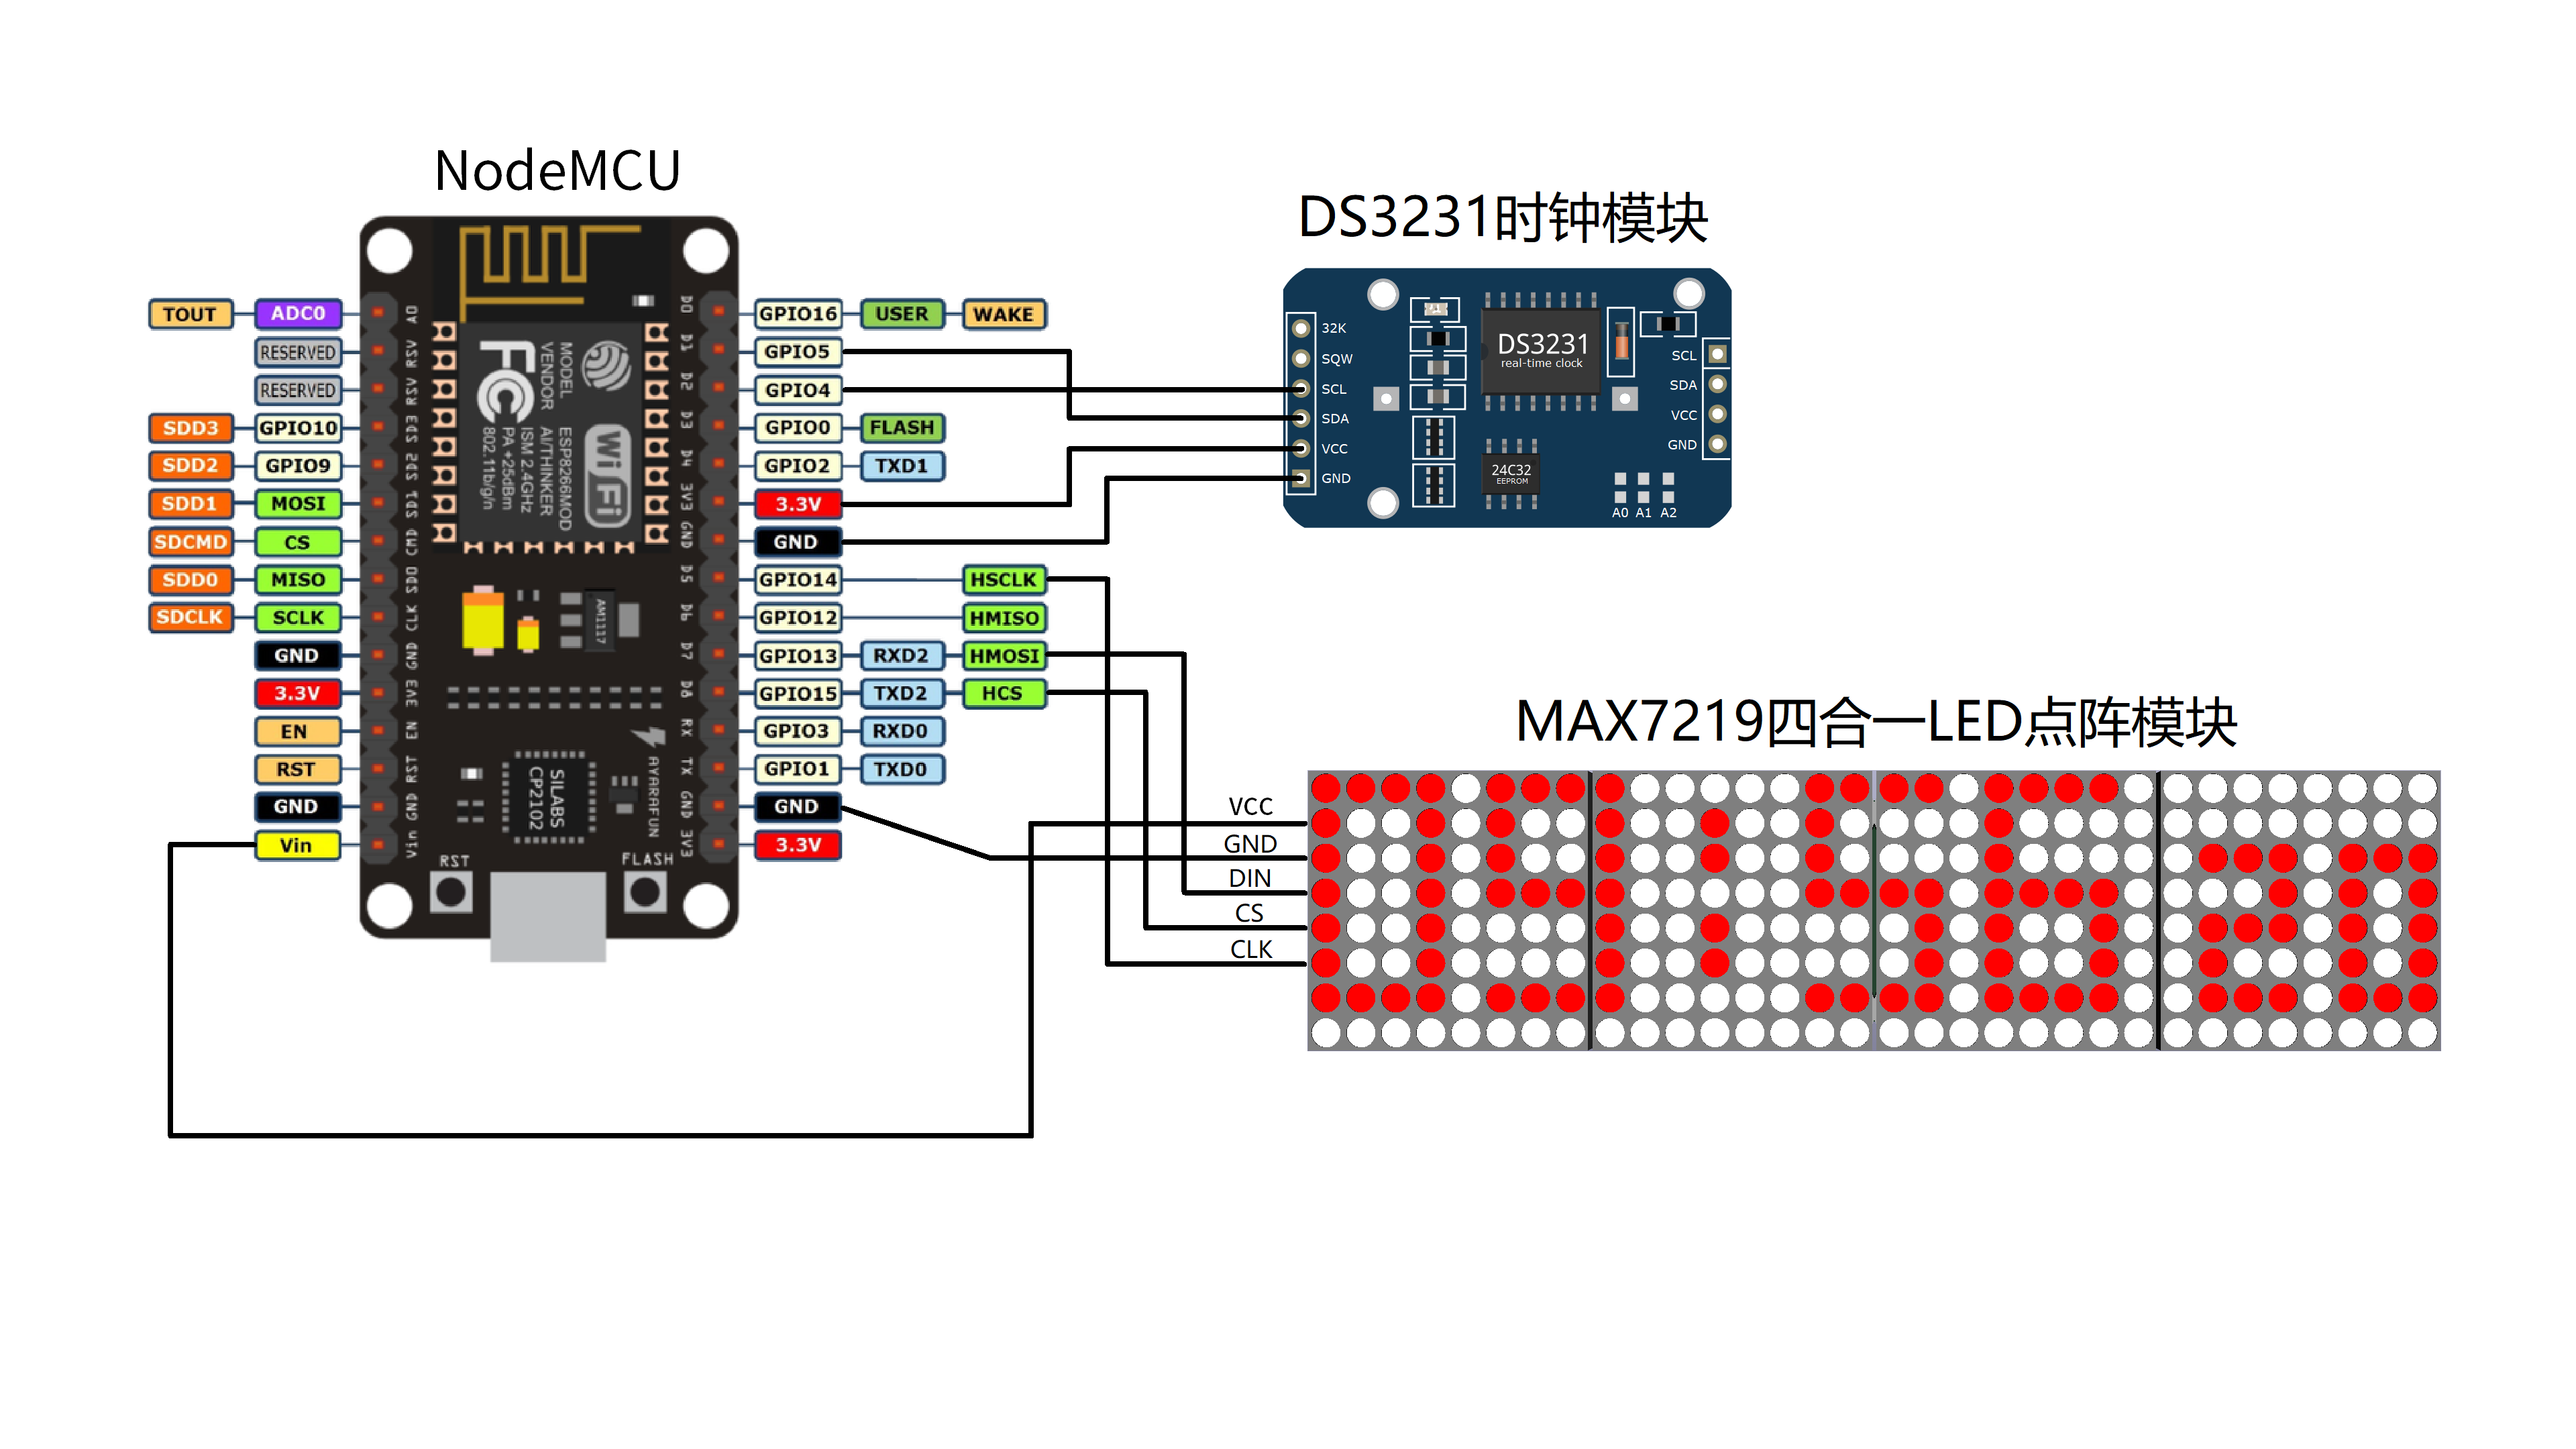 NodeMCU
DS3231时钟模块
MAX7219四合一LED点阵模块
TOUT ADC0
RESERVED
RESERVED
SDD3 GPIO10
SDD2 GPIO9
SDD1 MOSI
SDCMD CS
SDD0 MISO
SDCLK SCLK
GND
3.3V
EN
RST
GND
Vin
A0
RSV
RSV
SD3
SD2
SD1
CMD
SD0
CLK
GND
3V3
EN
RST
GND
Vin
MODEL ESP8266MOD
VENDOR AI/THINKER
ISM 2.4GHz
PA +25dBm
802.11b/g/n
FC
Wi Fi
AM1117
SILABS
CP2102
AYARAFUN
RST
FLASH
D0
D1
D2
D3
D4
3V3
GND
D5
D6
D7
D8
RX
TX
GND
3V3
GPIO16 USER WAKE
GPIO5
GPIO4
GPIO0 FLASH
GPIO2 TXD1
3.3V
GND
GPIO14 HSCLK
GPIO12 HMISO
GPIO13 RXD2 HMOSI
GPIO15 TXD2 HCS
GPIO3 RXD0
GPIO1 TXD0
GND
3.3V
32K
SQW
SCL
SDA
VCC
GND
DS3231
real-time clock
24C32
EEPROM
SCL
SDA
VCC
GND
A0 A1 A2
VCC
GND
DIN
CS
CLK